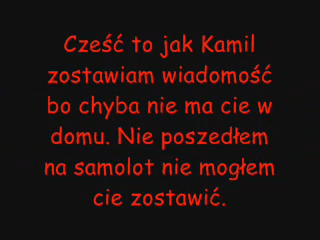 Cześć to jak Kamil
zostawiam wiadomość
bo chyba nie ma cie w
domu. Nie poszedłem
na samolot nie mogłem
cie zostawić.